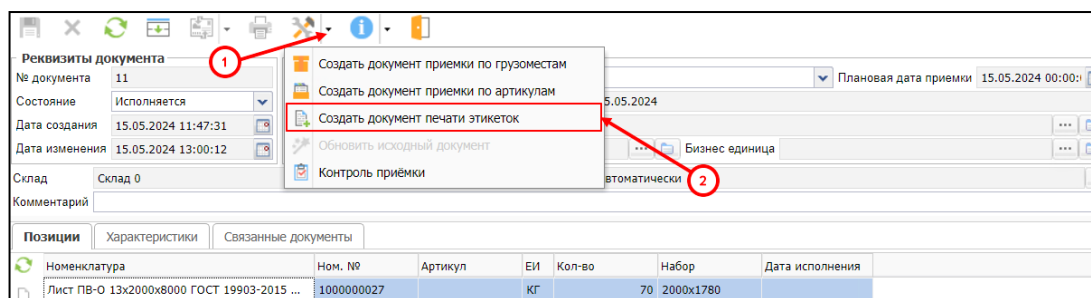 1
Реквизиты документа
№ документа 11
Состояние Исполняется
Дата создания 15.05.2024 11:47:31
Дата изменения 15.05.2024 13:00:12
Создать документ приемки по грузоместам
Создать документ приемки по артикулам
Создать документ печати этикеток
Обновить исходный документ
Контроль приёмки
Плановая дата приемки 15.05.2024 00:00:
5.05.2024
Бизнес единица
Склад Склад 0
втоматически
2
Комментарий
Позиции Характеристики Связанные документы
Номенклатура Ном. № Артикул ЕИ Кол-во Набор Дата исполнения
Лист ПВ-О 13х2000х8000 ГОСТ 19903-2015 ... 1000000027 КГ 70 2000x1780